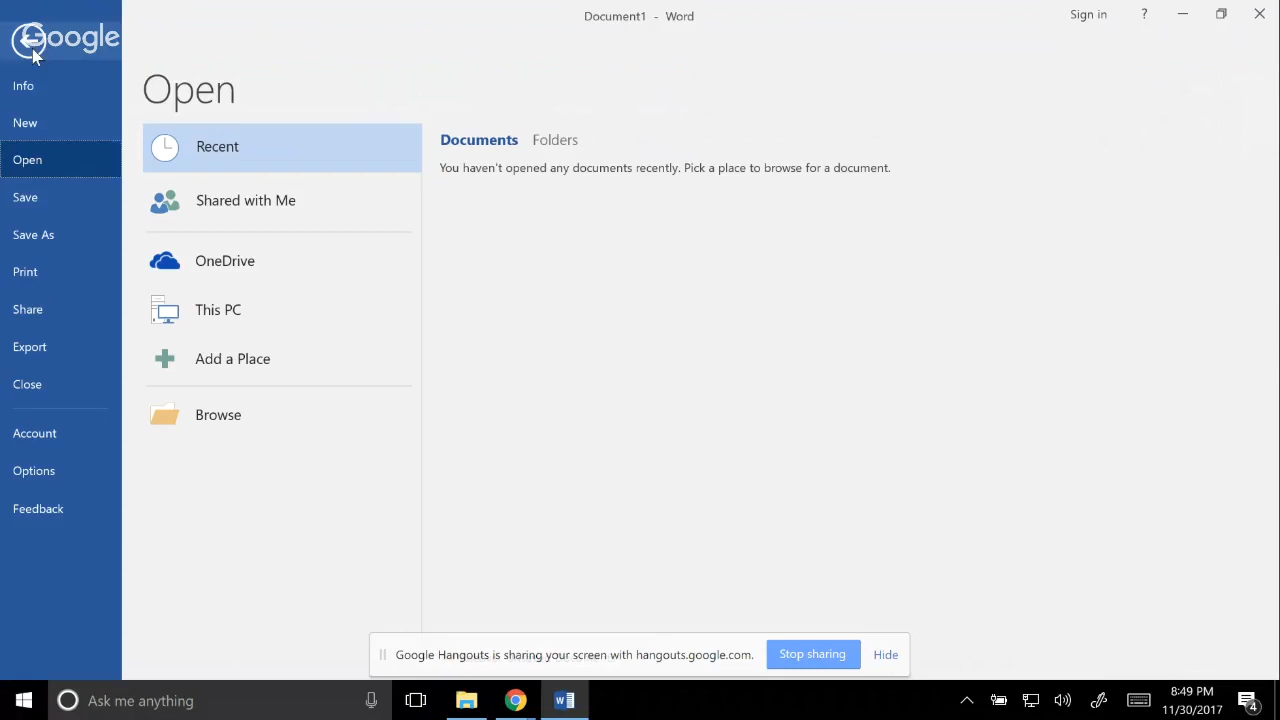 Document1 - Word
Sign in
?
Google
Info
New
Open
Save
Save As
Print
Share
Export
Close
Account
Options
Feedback
Open
Recent
Shared with Me
OneDrive
This PC
Add a Place
Browse
Documents Folders
You haven't opened any documents recently. Pick a place to browse for a document.
Google Hangouts is sharing your screen with hangouts.google.com. Stop sharing Hide
Ask me anything
8:49 PM
11/30/2017
4